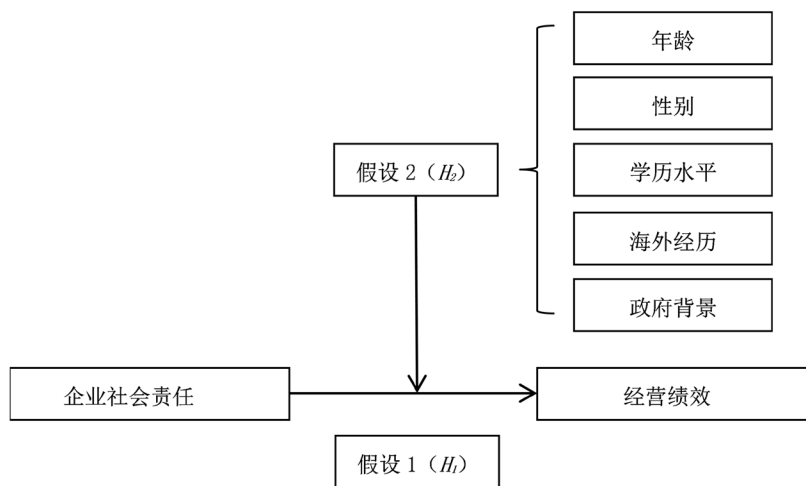 年龄
性别
假设 2（H₂）
学历水平
海外经历
政府背景
企业社会责任
经营绩效
假设 1（H₁）